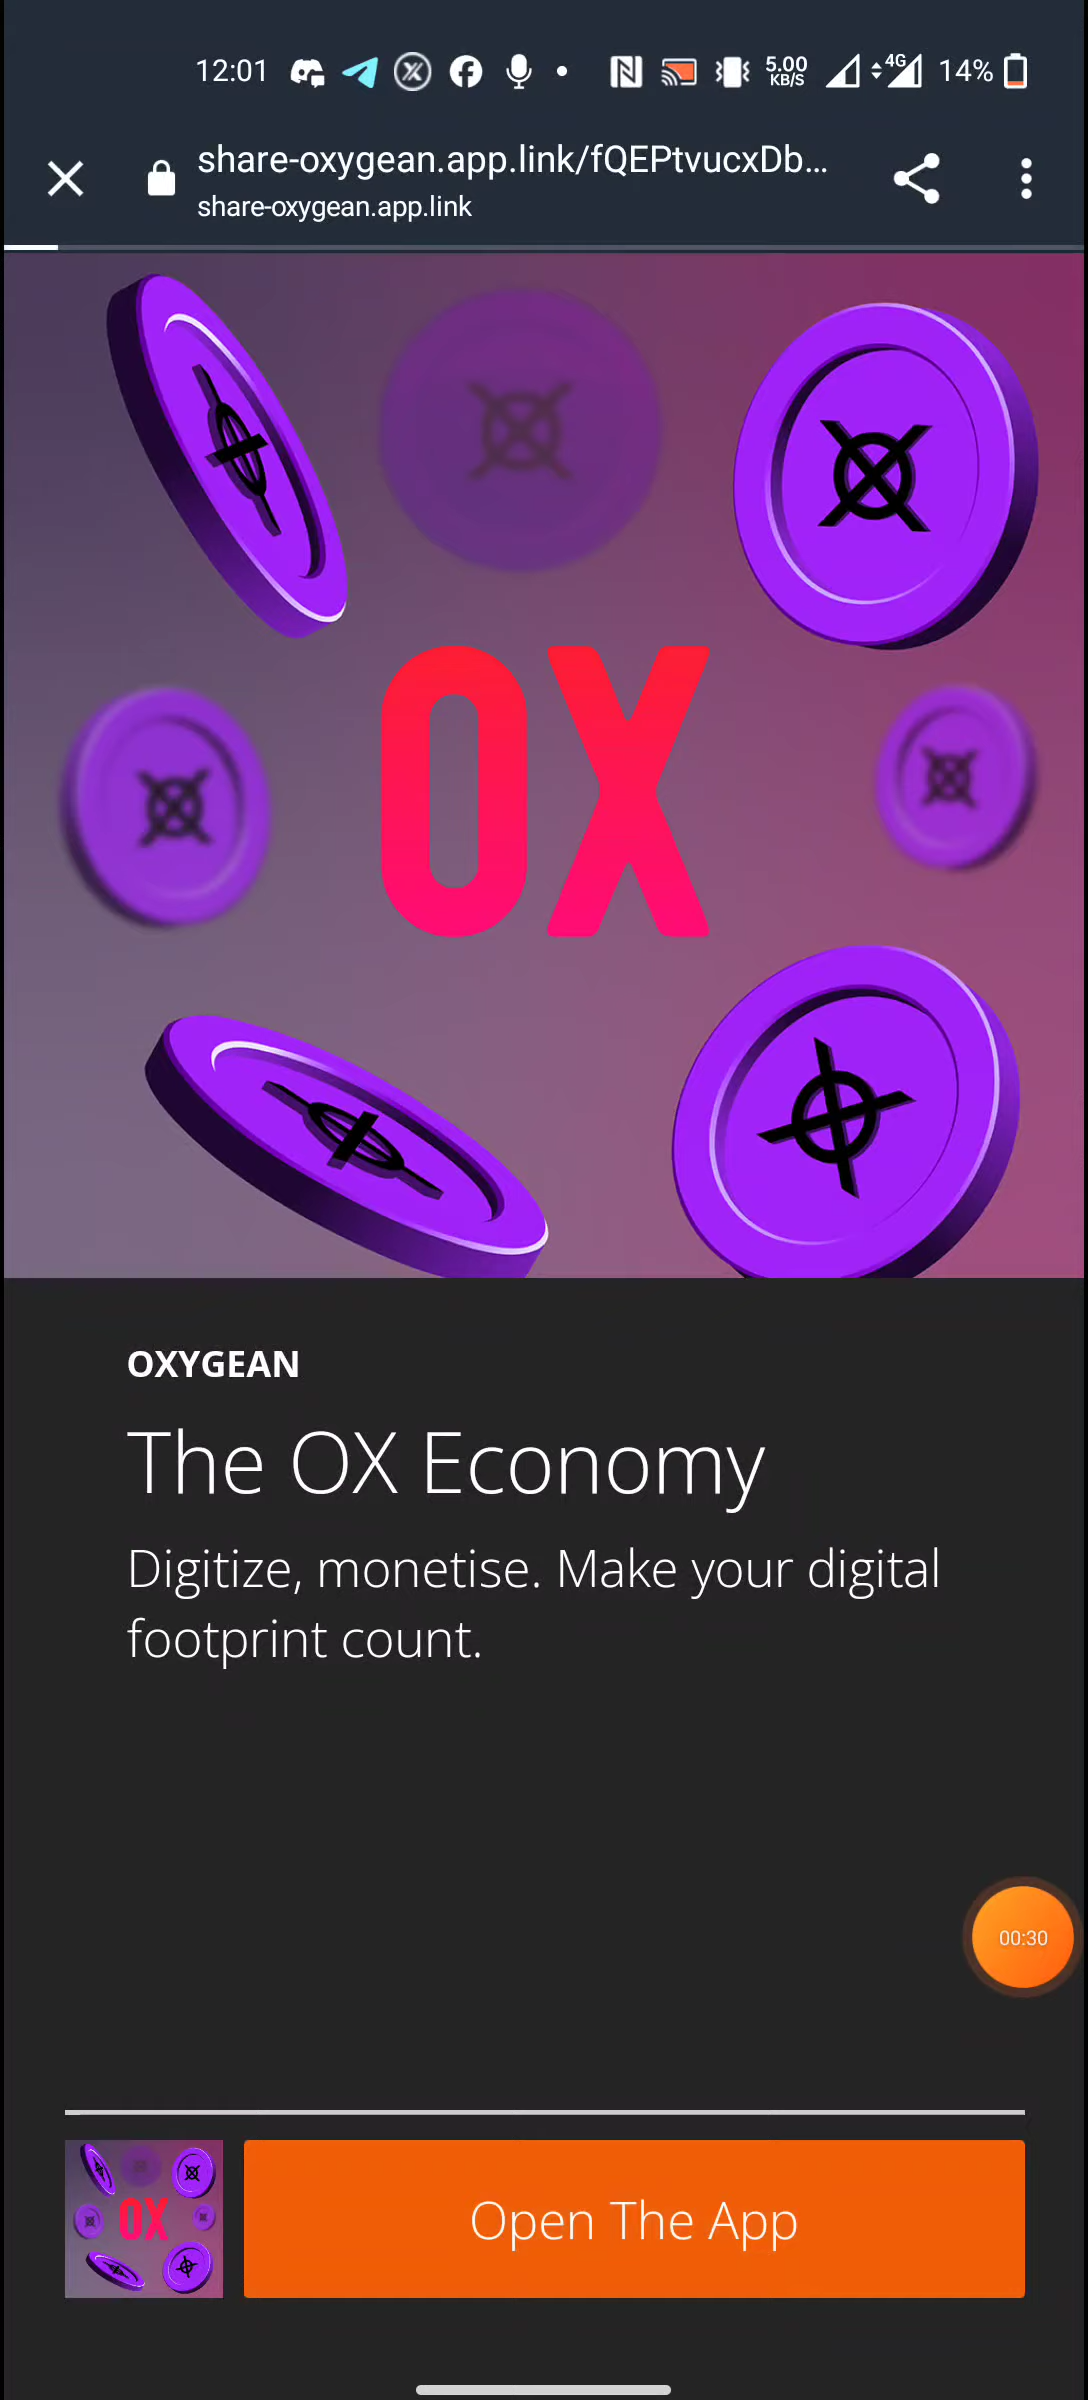 12:01
5.00
KB/S
4G
14%
share-oxygean.app.link/fQEPtvucxDb...
share-oxygean.app.link
OX
OXYGEAN
The OX Economy
Digitize, monetise. Make your digital
footprint count.
00:30
OX
Open The App